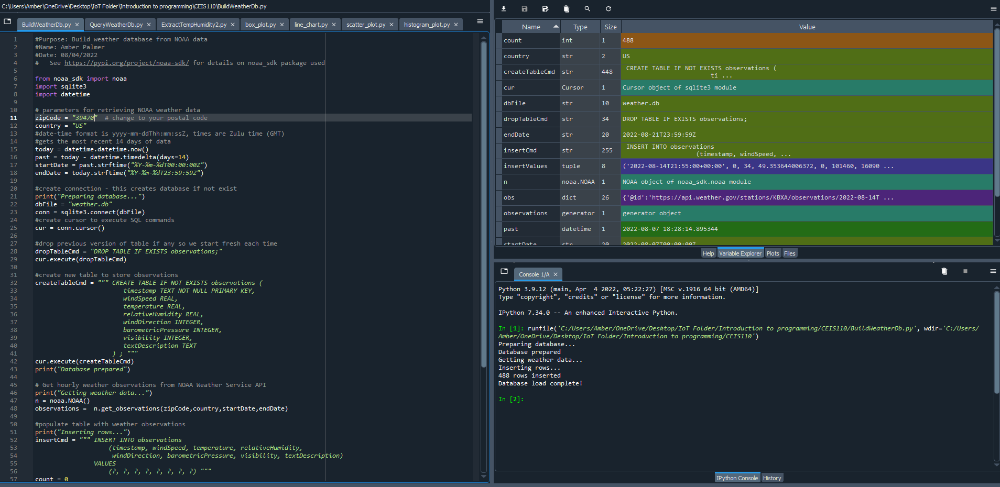 C:\Users\Amber\OneDrive\Desktop\IoT Folder\Introduction to programming\CEIS110\BuildWeatherDb.py
BuildWeatherDb.py QueryWeatherDb.py ExtractTempHumidity2.py box_plot.py line_chart.py scatter_plot.py histogram_plot.py
1 #Purpose: Build weather database from NOAA data
2 #Name: Amber Palmer
3 #Date: 08/04/2022
4 #   See https://pypi.org/project/noaa-sdk/ for details on noaa_sdk package used
5
6 from noaa_sdk import noaa
7 import sqlite3
8 import datetime
9
10 # parameters for retrieving NOAA weather data
11 zipCode = "39470"  # change to your postal code
12 country = "US"
13 #date-time format is yyyy-mm-ddThh:mm:ssZ, times are Zulu time (GMT)
14 #gets the most recent 14 days of data
15 today = datetime.datetime.now()
16 past = today - datetime.timedelta(days=14)
17 startDate = past.strftime("%Y-%m-%dT00:00:00Z")
18 endDate = today.strftime("%Y-%m-%dT23:59:59Z")
19
20 #create connection - this creates database if not exist
21 print("Preparing database...")
22 dbFile = "weather.db"
23 conn = sqlite3.connect(dbFile)
24 #create cursor to execute SQL commands
25 cur = conn.cursor()
26
27 #drop previous version of table if any so we start fresh each time
28 dropTableCmd = "DROP TABLE IF EXISTS observations;"
29 cur.execute(dropTableCmd)
30
31 #create new table to store observations
32 createTableCmd = """ CREATE TABLE IF NOT EXISTS observations (
33 timestamp TEXT NOT NULL PRIMARY KEY,
34 windSpeed REAL,
35 temperature REAL,
36 relativeHumidity REAL,
37 windDirection INTEGER,
38 barometricPressure INTEGER,
39 visibility INTEGER,
40 textDescription TEXT
41 ) ; """
42 cur.execute(createTableCmd)
43 print("Database prepared")
44
45 # Get hourly weather observations from NOAA Weather Service API
46 print("Getting weather data...")
47 n = noaa.NOAA()
48 observations =  n.get_observations(zipCode,country,startDate,endDate)
49
50 #populate table with weather observations
51 print("Inserting rows...")
52 insertCmd = """ INSERT INTO observations
53 (timestamp, windSpeed, temperature, relativeHumidity,
54 windDirection, barometricPressure, visibility, textDescription)
55 VALUES
56 (?, ?, ?, ?, ?, ?, ?, ?) """
57 count = 0
Name Type Size Value
count int 1 488
country str 2 US
createTableCmd str 448 CREATE TABLE IF NOT EXISTS observations (
ti ...
cur Cursor 1 Cursor object of sqlite3 module
dbFile str 10 weather.db
dropTableCmd str 34 DROP TABLE IF EXISTS observations;
endDate str 20 2022-08-21T23:59:59Z
insertCmd str 255 INSERT INTO observations
(timestamp, windSpeed, ...
insertValues tuple 8 ('2022-08-14T21:55:00+00:00', 0, 34, 49.353644006372, 0, 101460, 16090 ...
n noaa.NOAA 1 NOAA object of noaa_sdk.noaa module
obs dict 26 {'@id':'https://api.weather.gov/stations/KBXA/observations/2022-08-14T ...
observations generator 1 generator object
past datetime 1 2022-08-07 18:28:14.895344
startDate str 20 2022-08-07T00:00:00Z
Help Variable Explorer Plots Files
Console 1/A
Python 3.9.12 (main, Apr  4 2022, 05:22:27) [MSC v.1916 64 bit (AMD64)]
Type "copyright", "credits" or "license" for more information.
IPython 7.34.0 -- An enhanced Interactive Python.
In [1]: runfile('C:/Users/Amber/OneDrive/Desktop/IoT Folder/Introduction to programming/CEIS110/BuildWeatherDb.py', wdir='C:/Users/
Amber/OneDrive/Desktop/IoT Folder/Introduction to programming/CEIS110')
Preparing database...
Database prepared
Getting weather data...
Inserting rows...
488 rows inserted
Database load complete!
In [2]:
IPython Console History